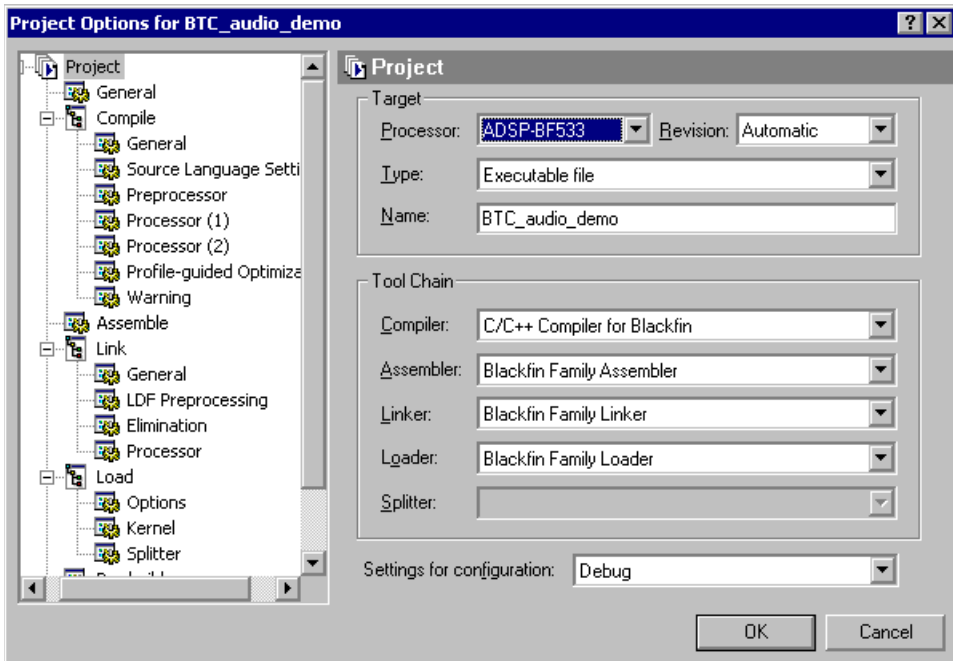 Project Options for BTC_audio_demo
Project
General
Compile
General
Source Language Setti
Preprocessor
Processor (1)
Processor (2)
Profile-guided Optimiza
Warning
Assemble
Link
General
LDF Preprocessing
Elimination
Processor
Load
Options
Kernel
Splitter
Project
Target
Processor: ADSP-BF533 Revision: Automatic
Type: Executable file
Name: BTC_audio_demo
Tool Chain
Compiler: C/C++ Compiler for Blackfin
Assembler: Blackfin Family Assembler
Linker: Blackfin Family Linker
Loader: Blackfin Family Loader
Splitter:
Settings for configuration: Debug
OK Cancel